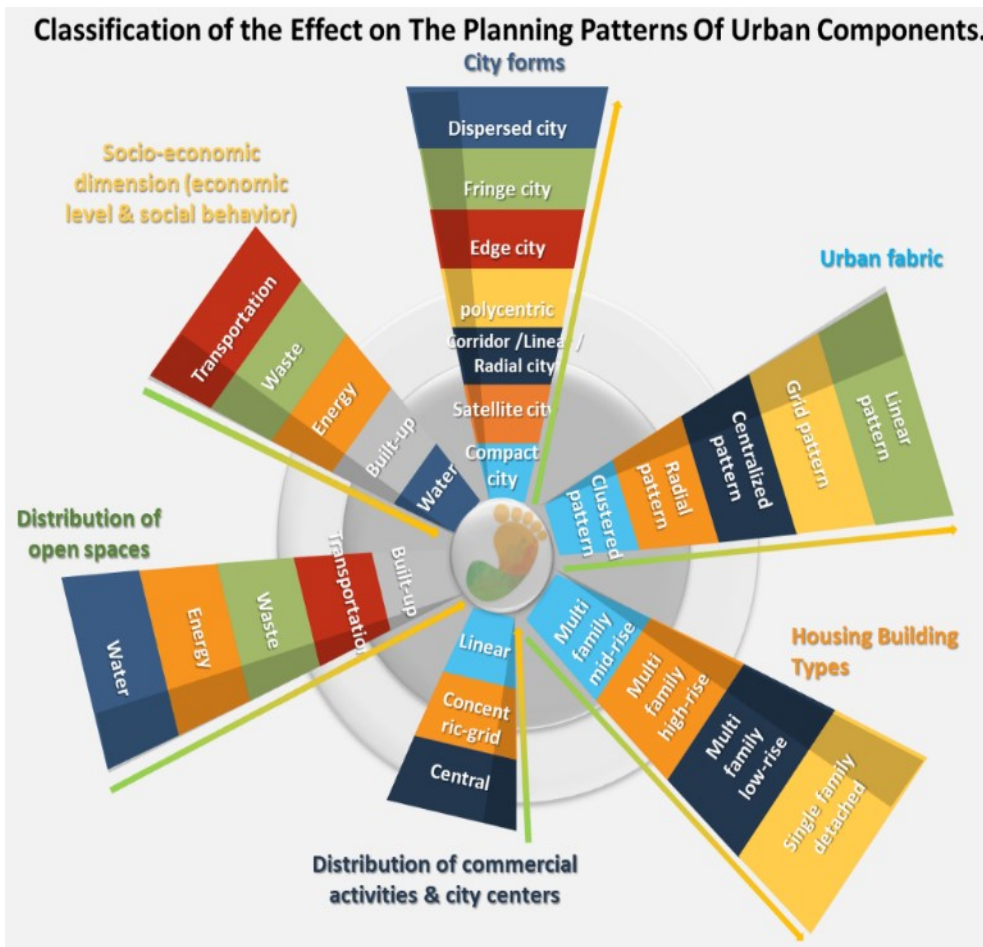 Classification of the Effect on The Planning Patterns Of Urban Components.
City forms
Dispersed city
Fringe city
Edge city
polycentric
Corridor /Linear /
Radial city
Satellite city
Compact
city
Socio-economic
dimension (economic
level & social behavior)
Transportation
Waste
Energy
Built-up
Water
Urban fabric
Clustered
pattern
Radial
pattern
Centralized
pattern
Grid pattern
Linear
pattern
Distribution of
open spaces
Water
Energy
Waste
Transportation
Built-up
Housing Building
Types
Multi
family
mid-rise
Multi
family
high-rise
Multi
family
low-rise
Single family
detached
Linear
Concent
ric-grid
Central
Distribution of commercial
activities & city centers